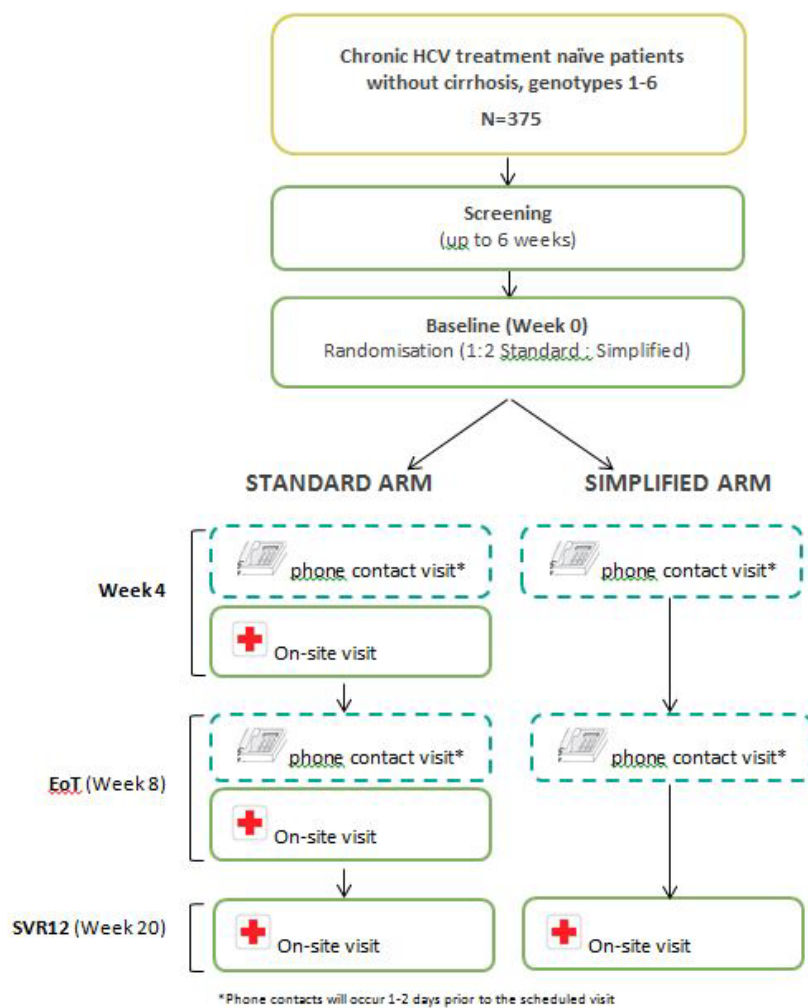 Chronic HCV treatment naïve patients
without cirrhosis, genotypes 1-6
N=375
Screening
(up to 6 weeks)
Baseline (Week 0)
Randomisation (1:2 Standard : Simplified)
STANDARD ARM
SIMPLIFIED ARM
Week 4
phone contact visit*
phone contact visit*
On-site visit
EoT (Week 8)
phone contact visit*
phone contact visit*
On-site visit
SVR12 (Week 20)
On-site visit
On-site visit
*Phone contacts will occur 1-2 days prior to the scheduled visit